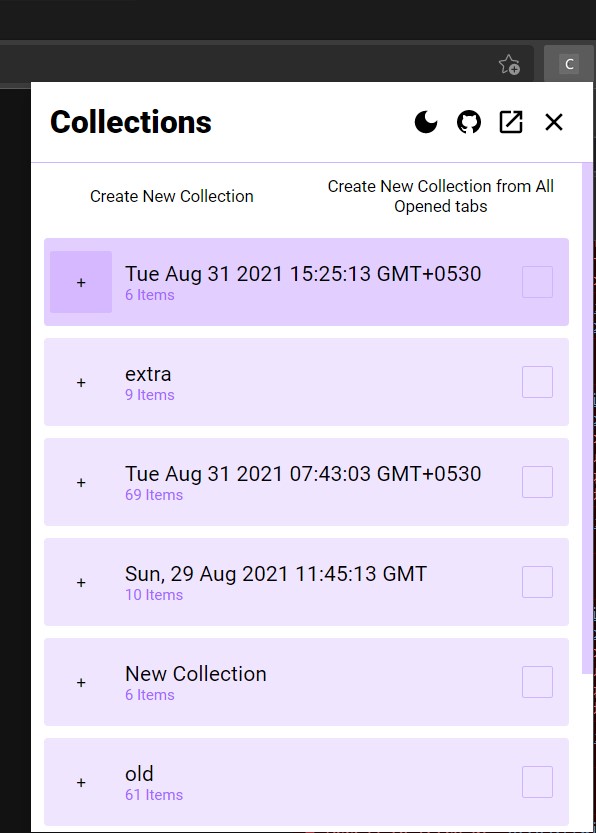 C
Collections
Create New Collection
Create New Collection from All
Opened tabs
+
Tue Aug 31 2021 15:25:13 GMT+0530
6 Items
+
extra
9 Items
+
Tue Aug 31 2021 07:43:03 GMT+0530
69 Items
+
Sun, 29 Aug 2021 11:45:13 GMT
10 Items
+
New Collection
6 Items
+
old
61 Items